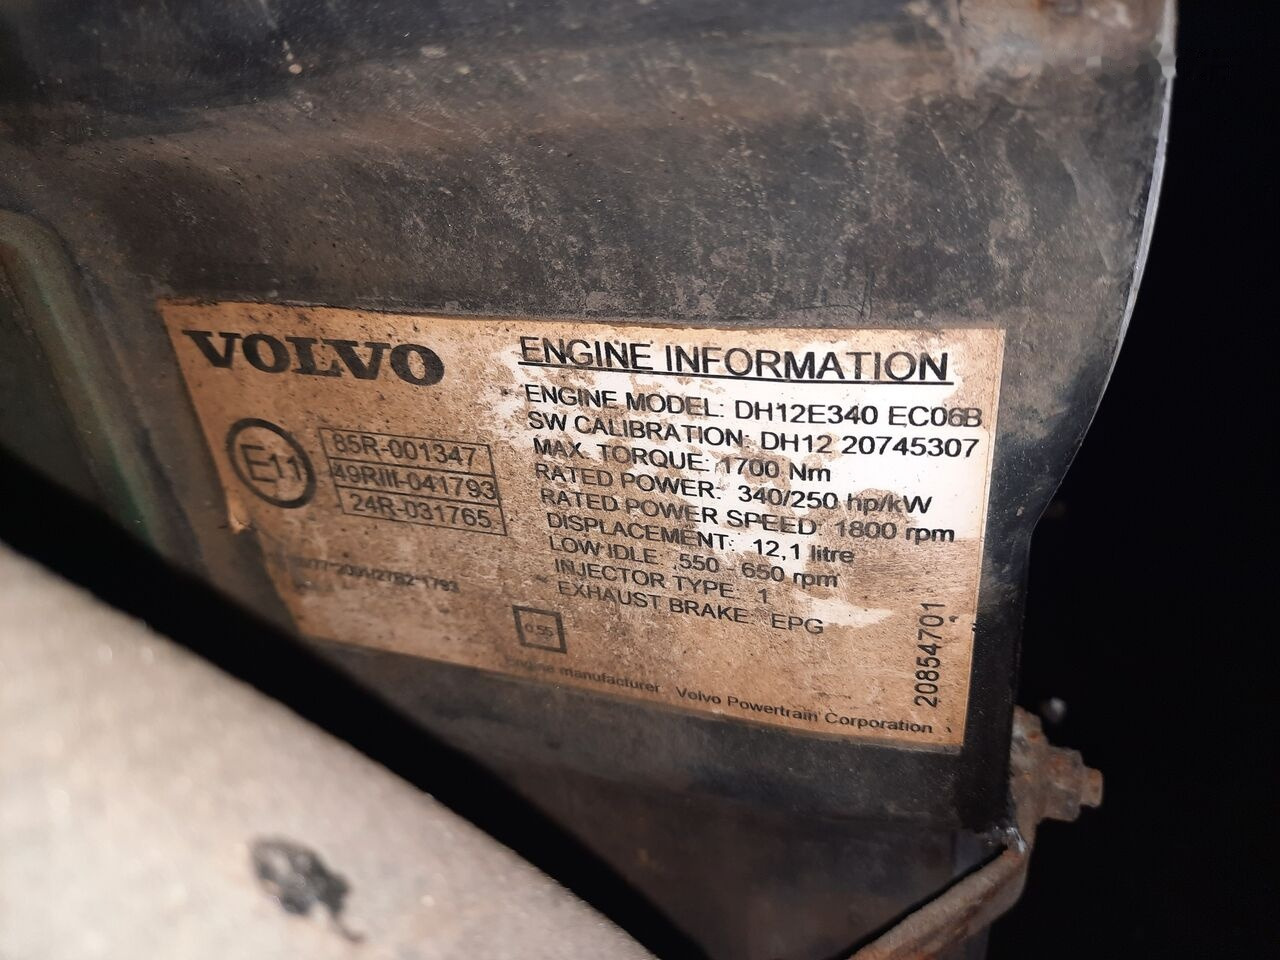 VOLVO
ENGINE INFORMATION
ENGINE MODEL: DH12E340 EC06B
SW CALIBRATION: DH12 20745307
MAX. TORQUE: 1700 Nm
RATED POWER: 340/250 hp/kW
RATED POWER SPEED: 1800 rpm
DISPLACEMENT: 12,1 litre
LOW IDLE: 550 - 650 rpm
INJECTOR TYPE: 1
EXHAUST BRAKE: EPG
E11
85R-001347
49RIII-041793
24R-031765
0.55
Engine manufacturer: Volvo Powertrain Corporation
20854701